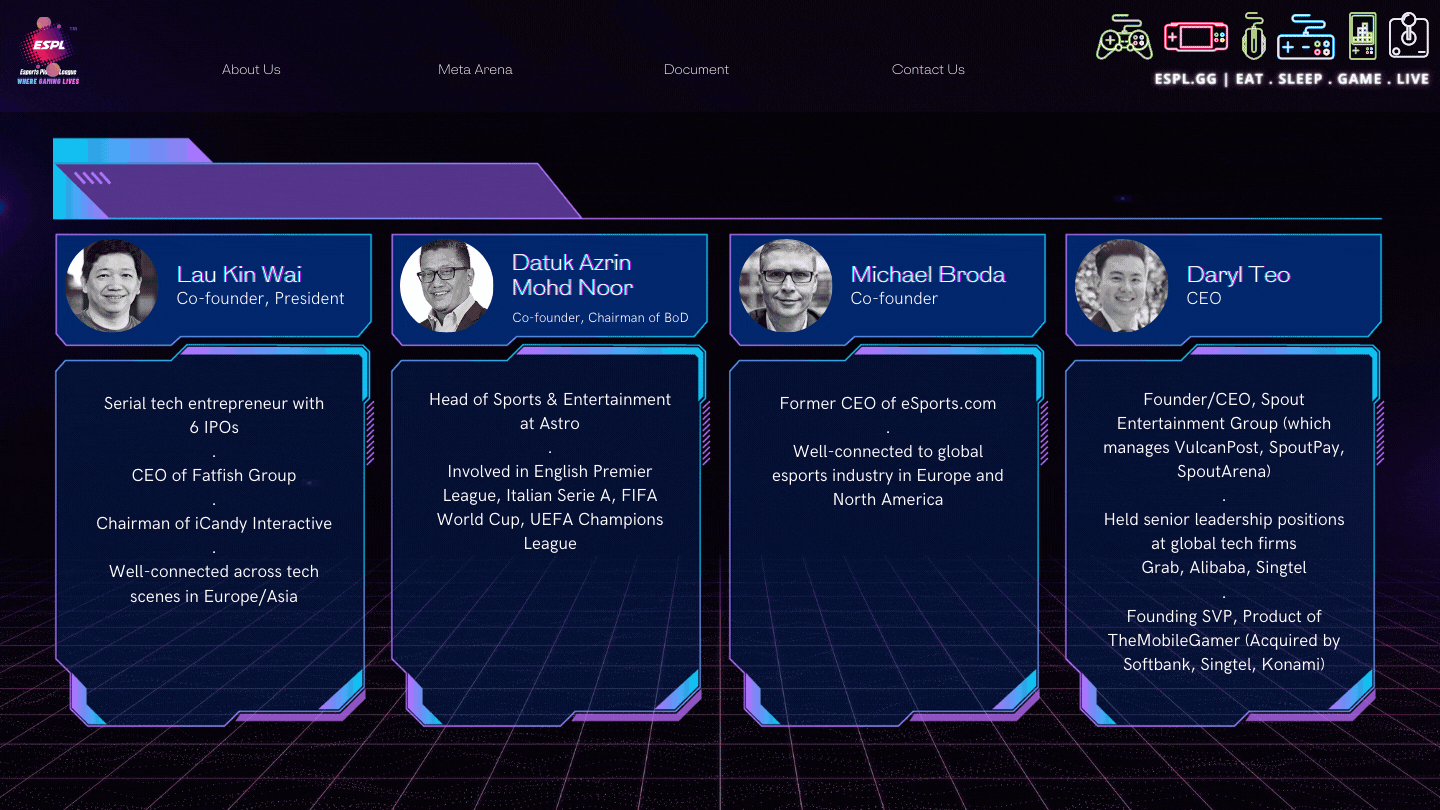 ESPL
TM
Esports Pl League
WHERE GAMING LIVES
About Us
Meta Arena
Document
Contact Us
ESPL.GG | EAT . SLEEP . GAME . LIVE
Lau Kin Wai
Co-founder, President
Serial tech entrepreneur with
6 IPOs
.
CEO of Fatfish Group
.
Chairman of iCandy Interactive
.
Well-connected across tech
scenes in Europe/Asia
Datuk Azrin
Mohd Noor
Co-founder, Chairman of BoD
Head of Sports & Entertainment
at Astro
.
Involved in English Premier
League, Italian Serie A, FIFA
World Cup, UEFA Champions
League
Michael Broda
Co-founder
Former CEO of eSports.com
.
Well-connected to global
esports industry in Europe and
North America
Daryl Teo
CEO
Founder/CEO, Spout
Entertainment Group (which
manages VulcanPost, SpoutPay,
SpoutArena)
.
Held senior leadership positions
at global tech firms
Grab, Alibaba, Singtel
.
Founding SVP, Product of
TheMobileGamer (Acquired by
Softbank, Singtel, Konami)